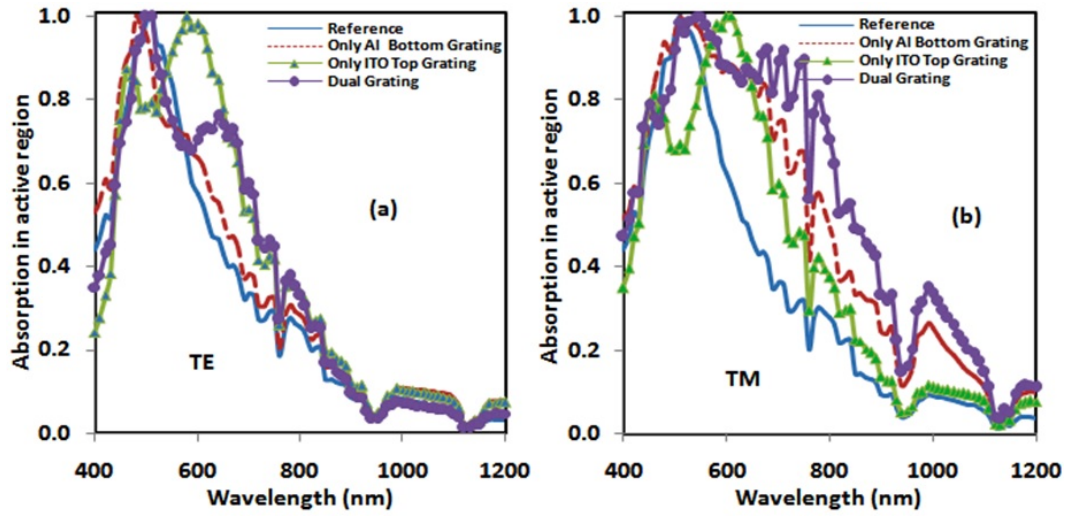 Absorption in active region
1.0
0.8
0.6
0.4
0.2
0.0
Reference
Only Al Bottom Grating
Only ITO Top Grating
Dual Grating
(a)
TE
400 600 800 1000 1200
Wavelength (nm)
Absorption in active region
1.0
0.8
0.6
0.4
0.2
0.0
Reference
Only Al Bottom Grating
Only ITO Top Grating
Dual Grating
(b)
TM
400 600 800 1000 1200
Wavelength (nm)